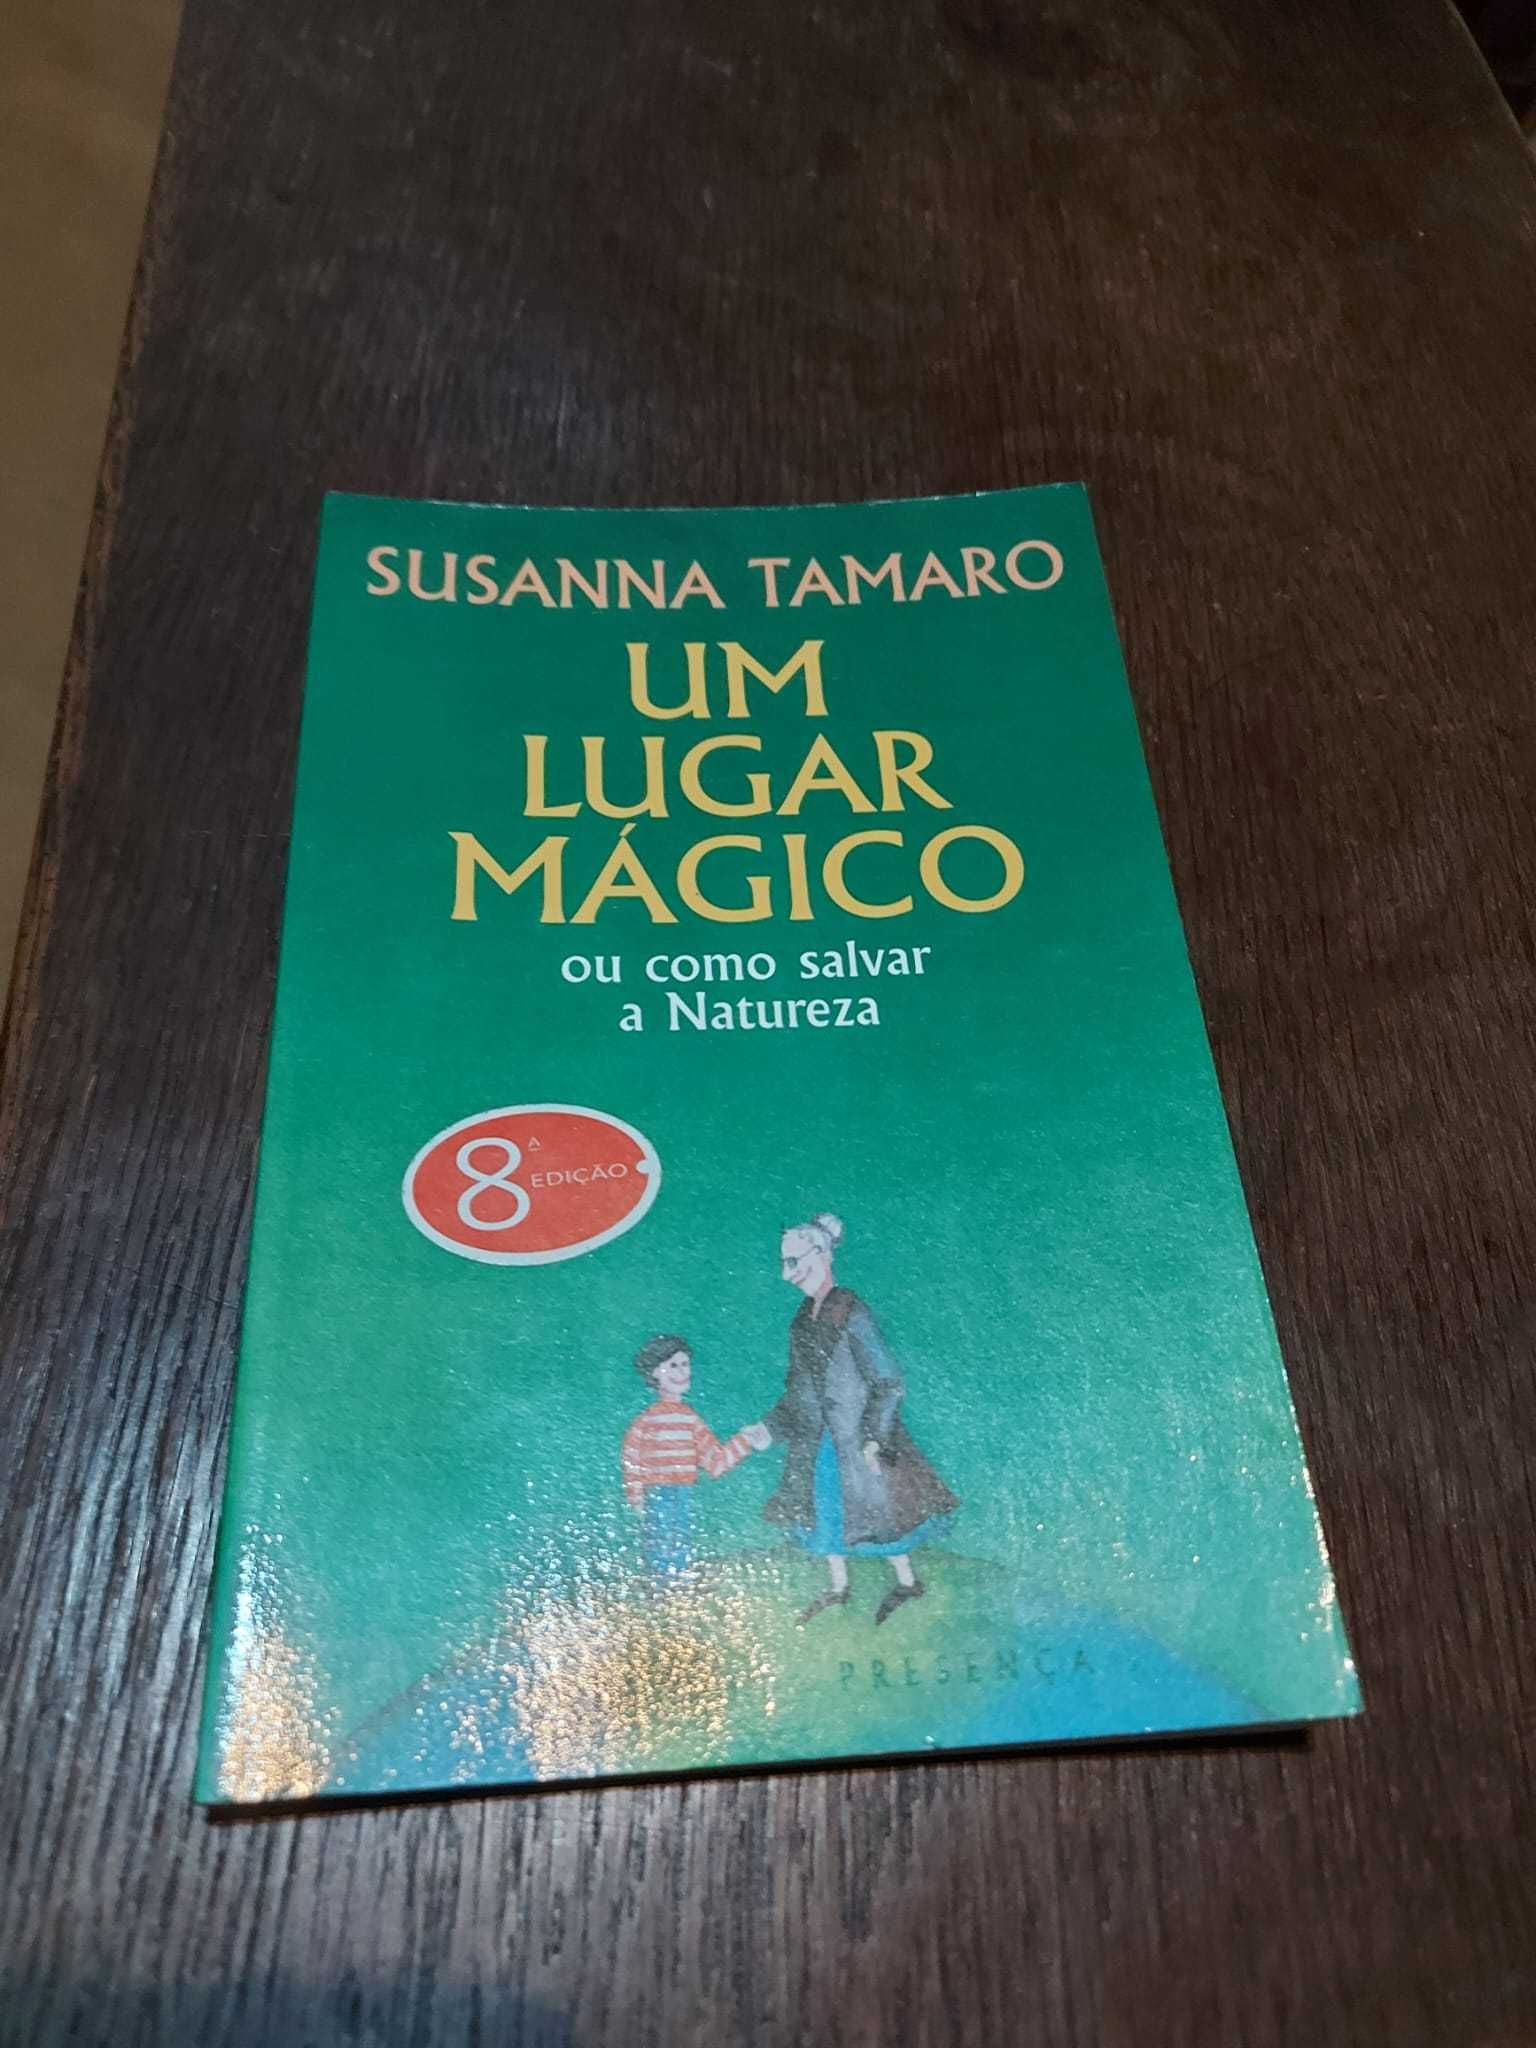 SUSANNA TAMARO
UM
LUGAR
MÁGICO
ou como salvar
a Natureza
8ª
EDIÇÃO
PRESENÇA